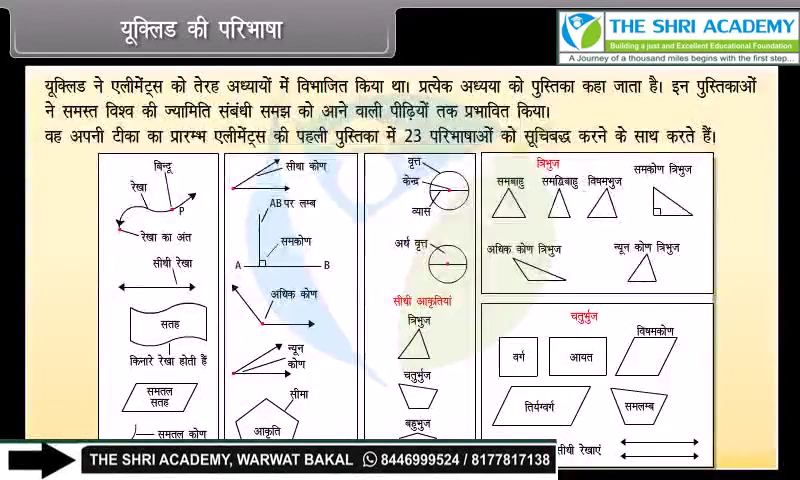 यूक्लिड की परिभाषा
THE SHRI ACADEMY
Building a just and Excellent Educational Foundation
A Journey of a thousand miles begins with the first step...
यूक्लिड ने एलीमेंट्स को तेरह अध्यायों में विभाजित किया था। प्रत्येक अध्यया को पुस्तिका कहा जाता है। इन पुस्तिकाओं
ने समस्त विश्व की ज्यामिति संबंधी समझ को आने वाली पीढ़ियों तक प्रभावित किया।
वह अपनी टीका का प्रारम्भ एलीमेंट्स की पहली पुस्तिका में 23 परिभाषाओं को सूचिबद्ध करने के साथ करते हैं।
बिन्दू
रेखा
P
रेखा का अंत
सीधी रेखा
सतह
किनारे रेखा होती हैं
समतल
सतह
समतल कोण
सीधा कोण
AB पर लम्ब
समकोण
A
B
अधिक कोण
न्यून
कोण
सीमा
आकृति
वृत्त
केन्द्र
व्यास
अर्ध वृत्त
सीधी आकृतियां
त्रिभुज
चतुर्भुज
बहुभुज
त्रिभुज
समबाहु
समद्विबाहु
विषमभुज
समकोण त्रिभुज
अधिक कोण त्रिभुज
न्यून कोण त्रिभुज
चतुर्भुज
विषमकोण
वर्ग
आयत
तिर्यग्वर्ग
समलम्ब
सीधी रेखाएं
THE SHRI ACADEMY, WARWAT BAKAL 8446999524 / 8177817138